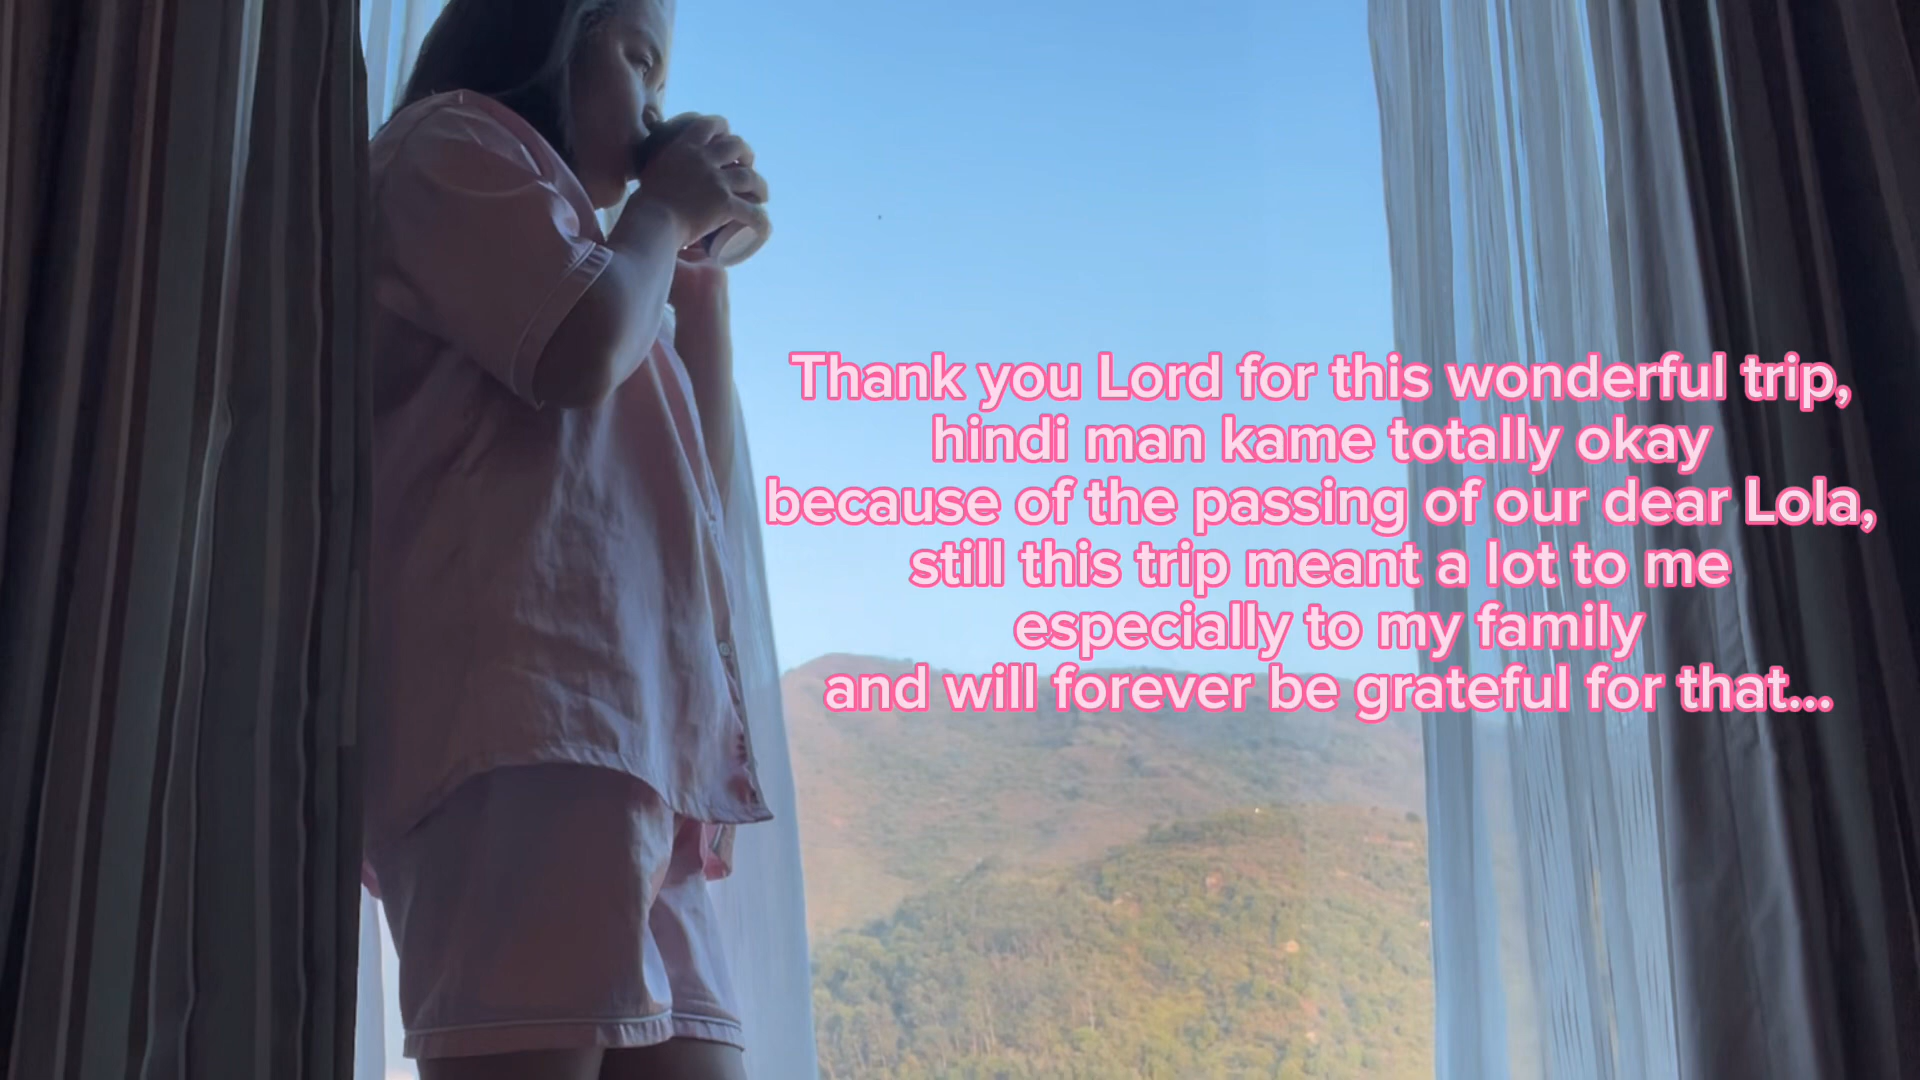 Thank you Lord for this wonderful trip,
hindi man kame totally okay
because of the passing of our dear Lola,
still this trip meant a lot to me
especially to my family
and will forever be grateful for that...